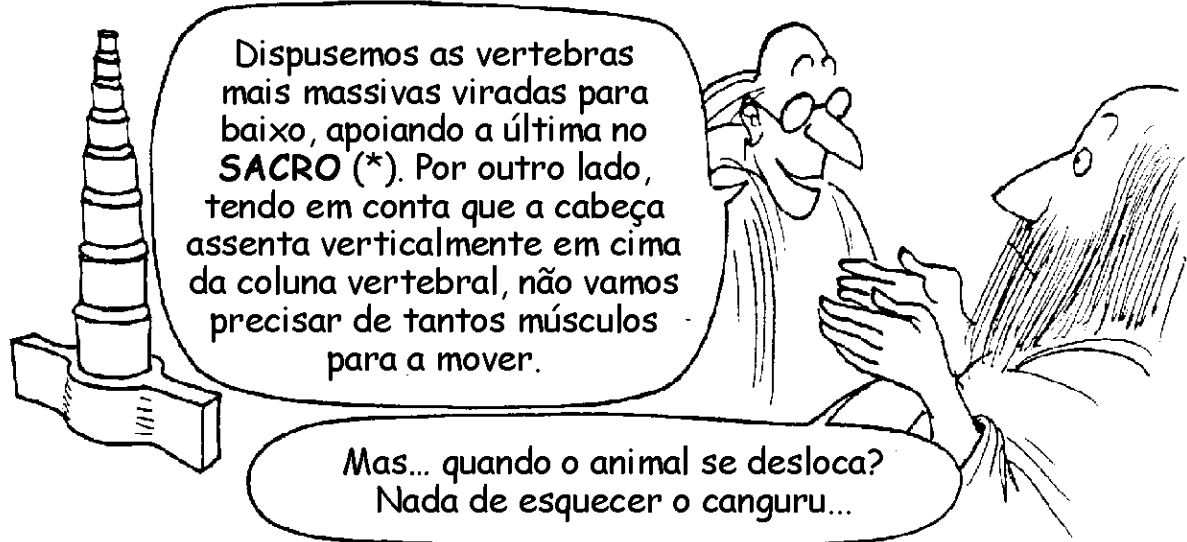 Dispusemos as vertebras
mais massivas viradas para
baixo, apoiando a última no
SACRO (*). Por outro lado,
tendo em conta que a cabeça
assenta verticalmente em cima
da coluna vertebral, não vamos
precisar de tantos músculos
para a mover.
Mas... quando o animal se desloca?
Nada de esquecer o canguru...